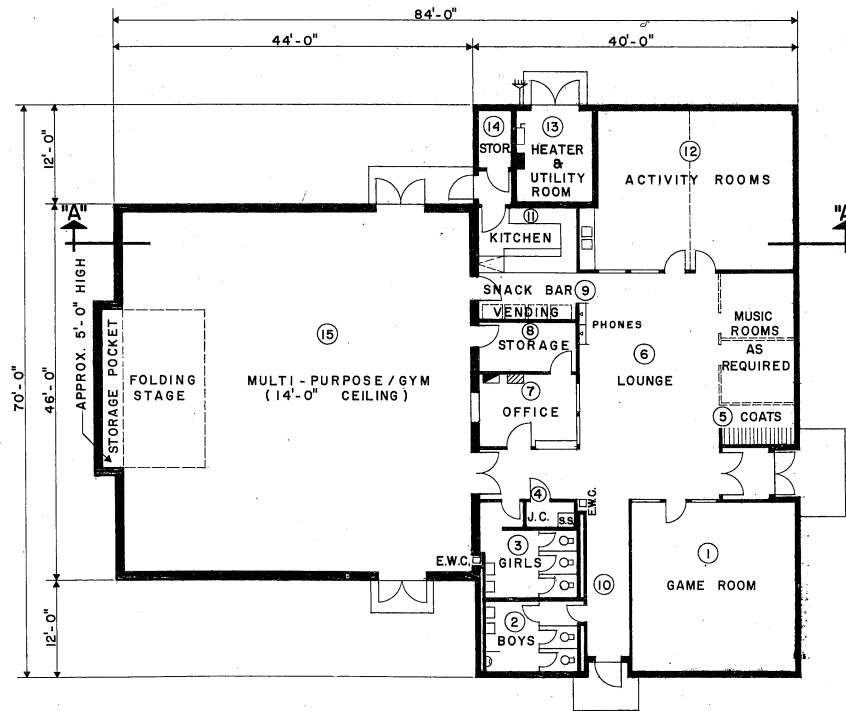 84'-0"
44'-0"
40'-0"
12'-0"
70'-0"
46'-0"
12'-0"
"A"
"A"
APPROX. 5'-0" HIGH
STORAGE POCKET
FOLDING
STAGE
15
MULTI-PURPOSE/GYM
(14'-0" CEILING)
14
STOR.
13
HEATER
&
UTILITY
ROOM
12
ACTIVITY ROOMS
11
KITCHEN
SNACK BAR
9
VENDING
PHONES
8
STORAGE
7
OFFICE
6
LOUNGE
MUSIC
ROOMS
AS
REQUIRED
5
COATS
4
J.C.
S.S.
E.W.C.
3
GIRLS
E.W.C.
2
BOYS
10
1
GAME ROOM